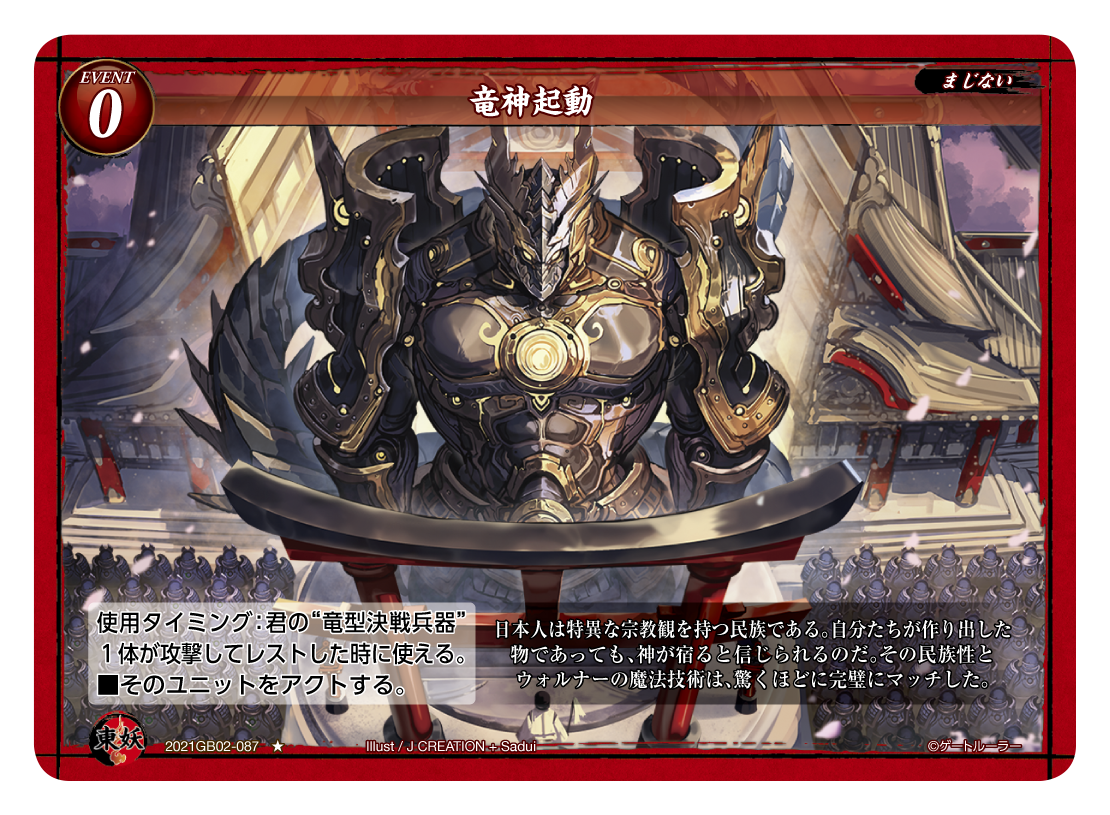 EVENT
0
竜神起動
まじない
使用タイミング:君の“竜型決戦兵器”
1体が攻撃してレストした時に使える。
■そのユニットをアクトする。
日本人は特異な宗教観を持つ民族である。自分たちが作り出した
物であっても、神が宿ると信じられるのだ。その民族性と
ウォルナーの魔法技術は、驚くほどに完璧にマッチした。
東妖
2021GB02-087 ★
Illust / J CREATION + Sadui
©ゲートルーラー